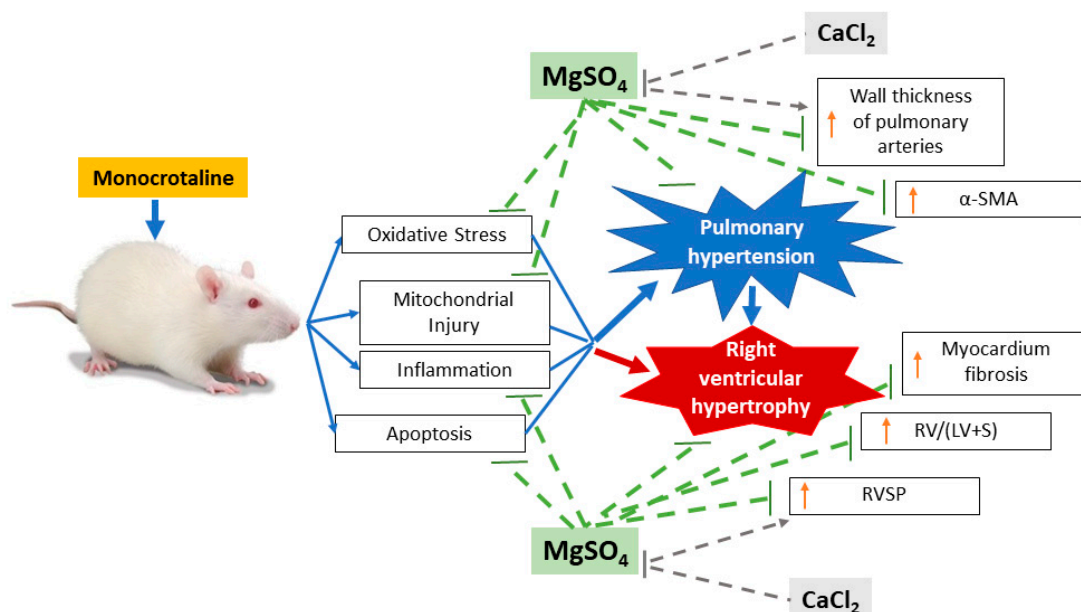 CaCl2
MgSO4
Wall thickness
of pulmonary
arteries
Monocrotaline
α-SMA
Oxidative Stress
Pulmonary
hypertension
Mitochondrial
Injury
Inflammation
Right
ventricular
hypertrophy
Myocardium
fibrosis
Apoptosis
RV/(LV+S)
RVSP
MgSO4
CaCl2